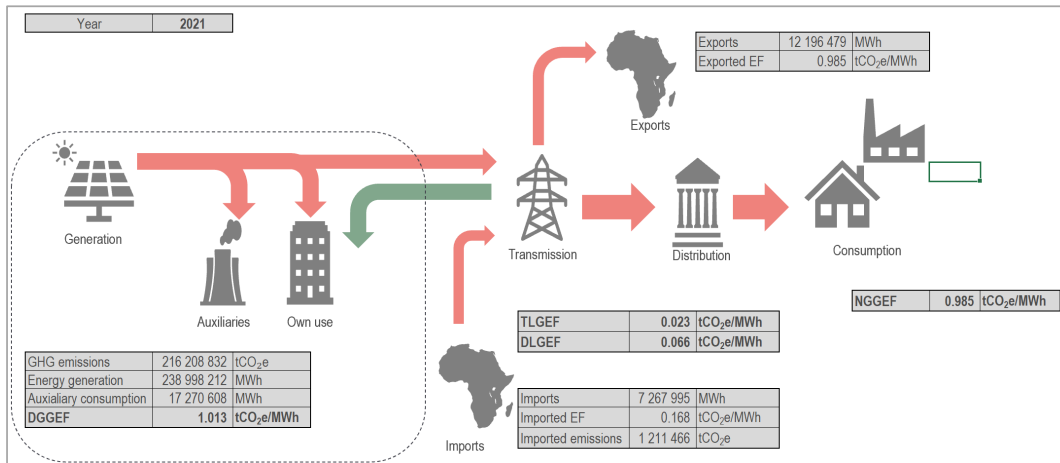 Year 2021
Exports 12 196 479 MWh
Exported EF 0.985 tCO₂e/MWh
Exports
Generation
Transmission
Distribution
Consumption
Auxiliaries
Own use
NGGEF 0.985 tCO₂e/MWh
TLGEF 0.023 tCO₂e/MWh
DLGEF 0.066 tCO₂e/MWh
GHG emissions 216 208 832 tCO₂e
Energy generation 238 998 212 MWh
Auxialiary consumption 17 270 608 MWh
DGGEF 1.013 tCO₂e/MWh
Imports
Imports 7 267 995 MWh
Imported EF 0.168 tCO₂e/MWh
Imported emissions 1 211 466 tCO₂e